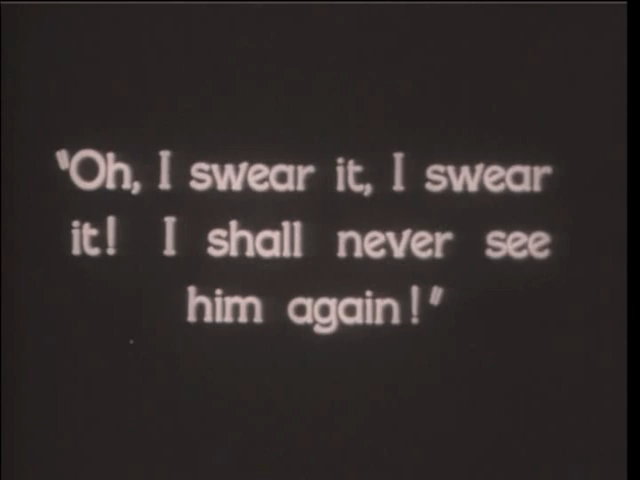 "Oh, I swear it, I swear
it! I shall never see
him again!"